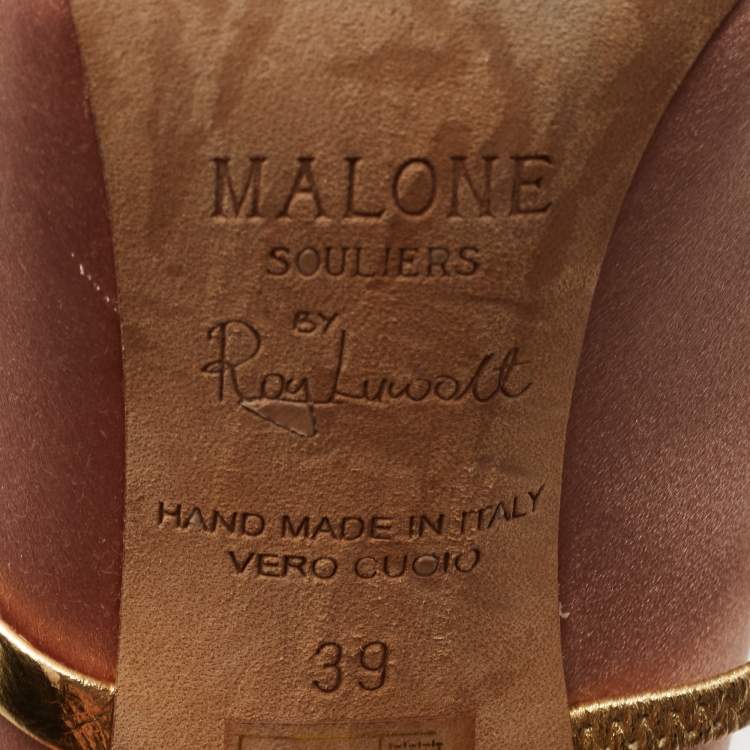 MALONE
SOULIERS
BY
Roy Luwolt
HAND MADE IN ITALY
VERO CUOIO
39